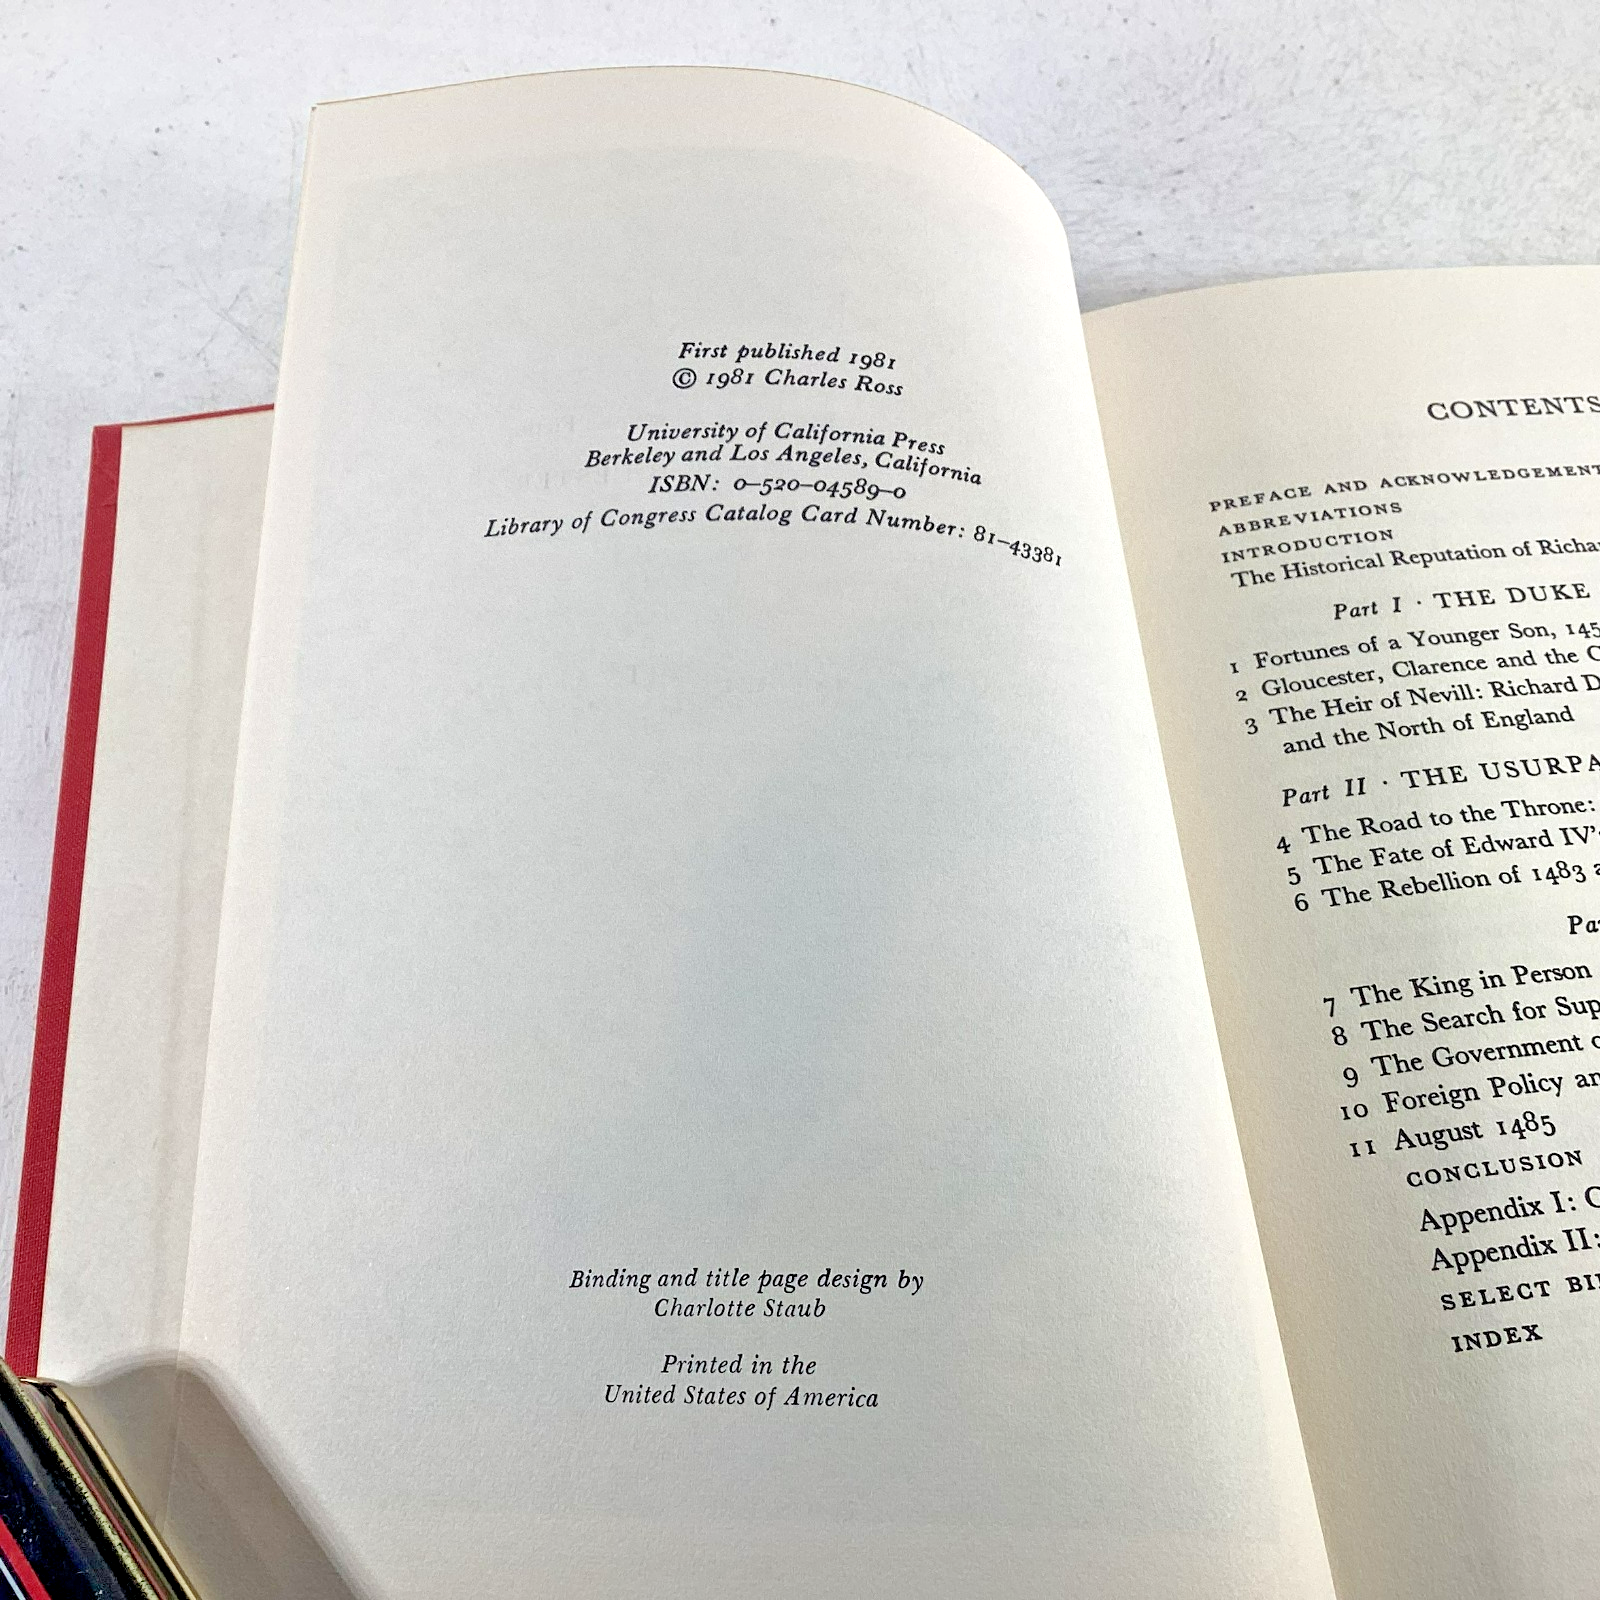 First published 1981
© 1981 Charles Ross
University of California Press
Berkeley and Los Angeles, California
ISBN: 0–520–04589–0
Library of Congress Catalog Card Number: 81–43381
Binding and title page design by
Charlotte Staub
Printed in the
United States of America
CONTENTS
PREFACE AND ACKNOWLEDGEMENT
ABBREVIATIONS
INTRODUCTION
The Historical Reputation of Richa
Part I · THE DUKE
1 Fortunes of a Younger Son, 145
2 Gloucester, Clarence and the C
3 The Heir of Nevill: Richard D
and the North of England
Part II · THE USURPA
4 The Road to the Throne:
5 The Fate of Edward IV'
6 The Rebellion of 1483 a
Pa
7 The King in Person
8 The Search for Sup
9 The Government o
10 Foreign Policy an
11 August 1485
CONCLUSION
Appendix I: C
Appendix II:
SELECT BI
INDEX